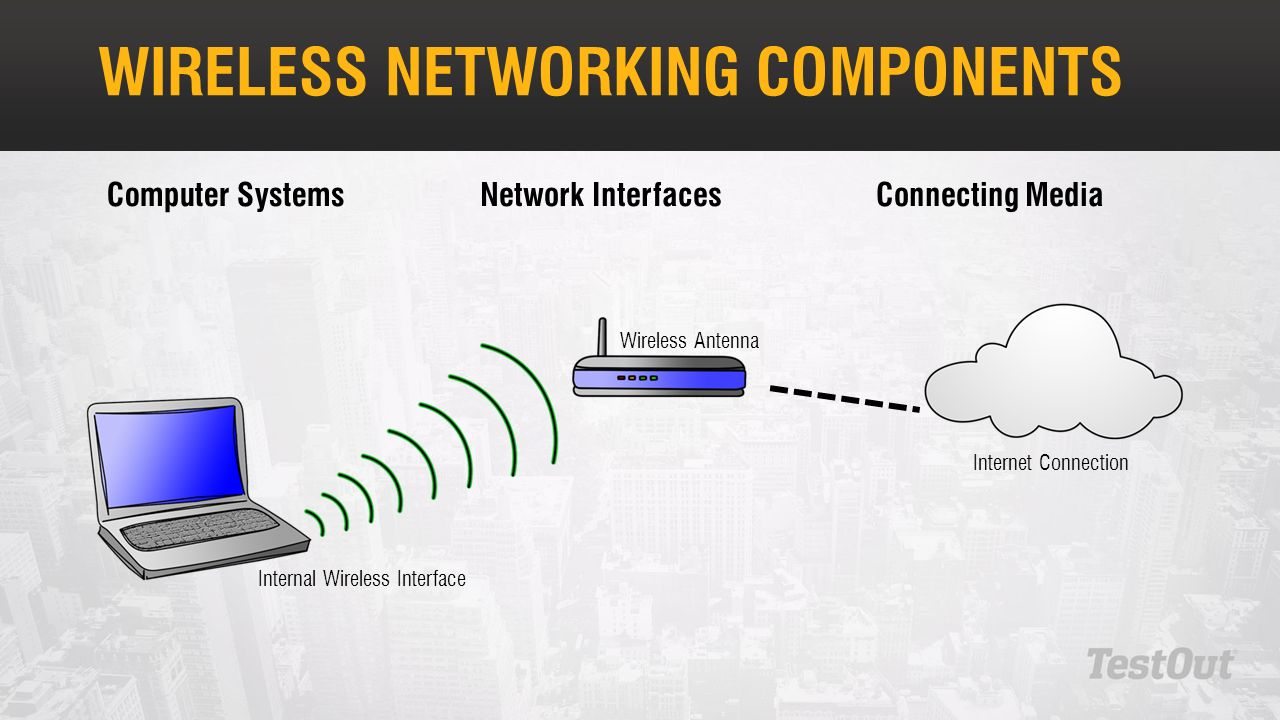 WIRELESS NETWORKING COMPONENTS
Computer Systems
Network Interfaces
Connecting Media
Wireless Antenna
Internet Connection
Internal Wireless Interface
TestOut